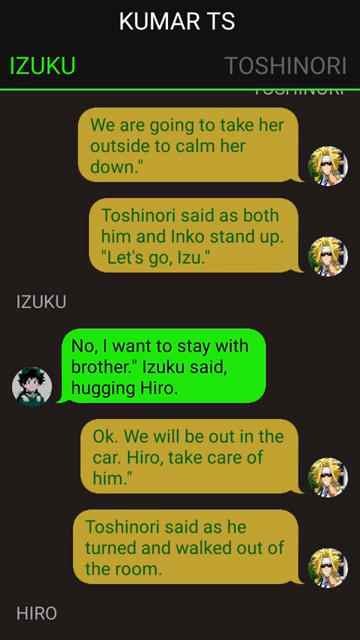 KUMAR TS
IZUKU
TOSHINORI
TOSHINORI
We are going to take her
outside to calm her
down."
Toshinori said as both
him and Inko stand up.
"Let's go, Izu."
IZUKU
No, I want to stay with
brother." Izuku said,
hugging Hiro.
Ok. We will be out in the
car. Hiro, take care of
him."
Toshinori said as he
turned and walked out of
the room.
HIRO